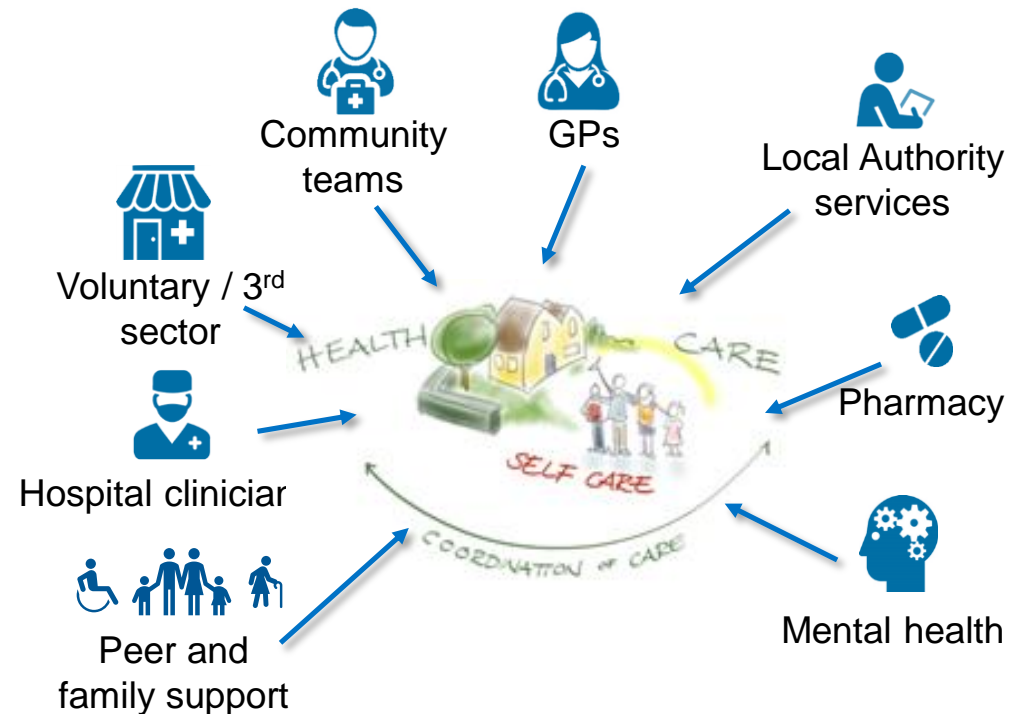 Community
teams
GPs
Local Authority
services
Voluntary / 3rd
sector
HEALTH
CARE
Pharmacy
Hospital clinician
SELF CARE
COORDINATION OF CARE
Mental health
Peer and
family support